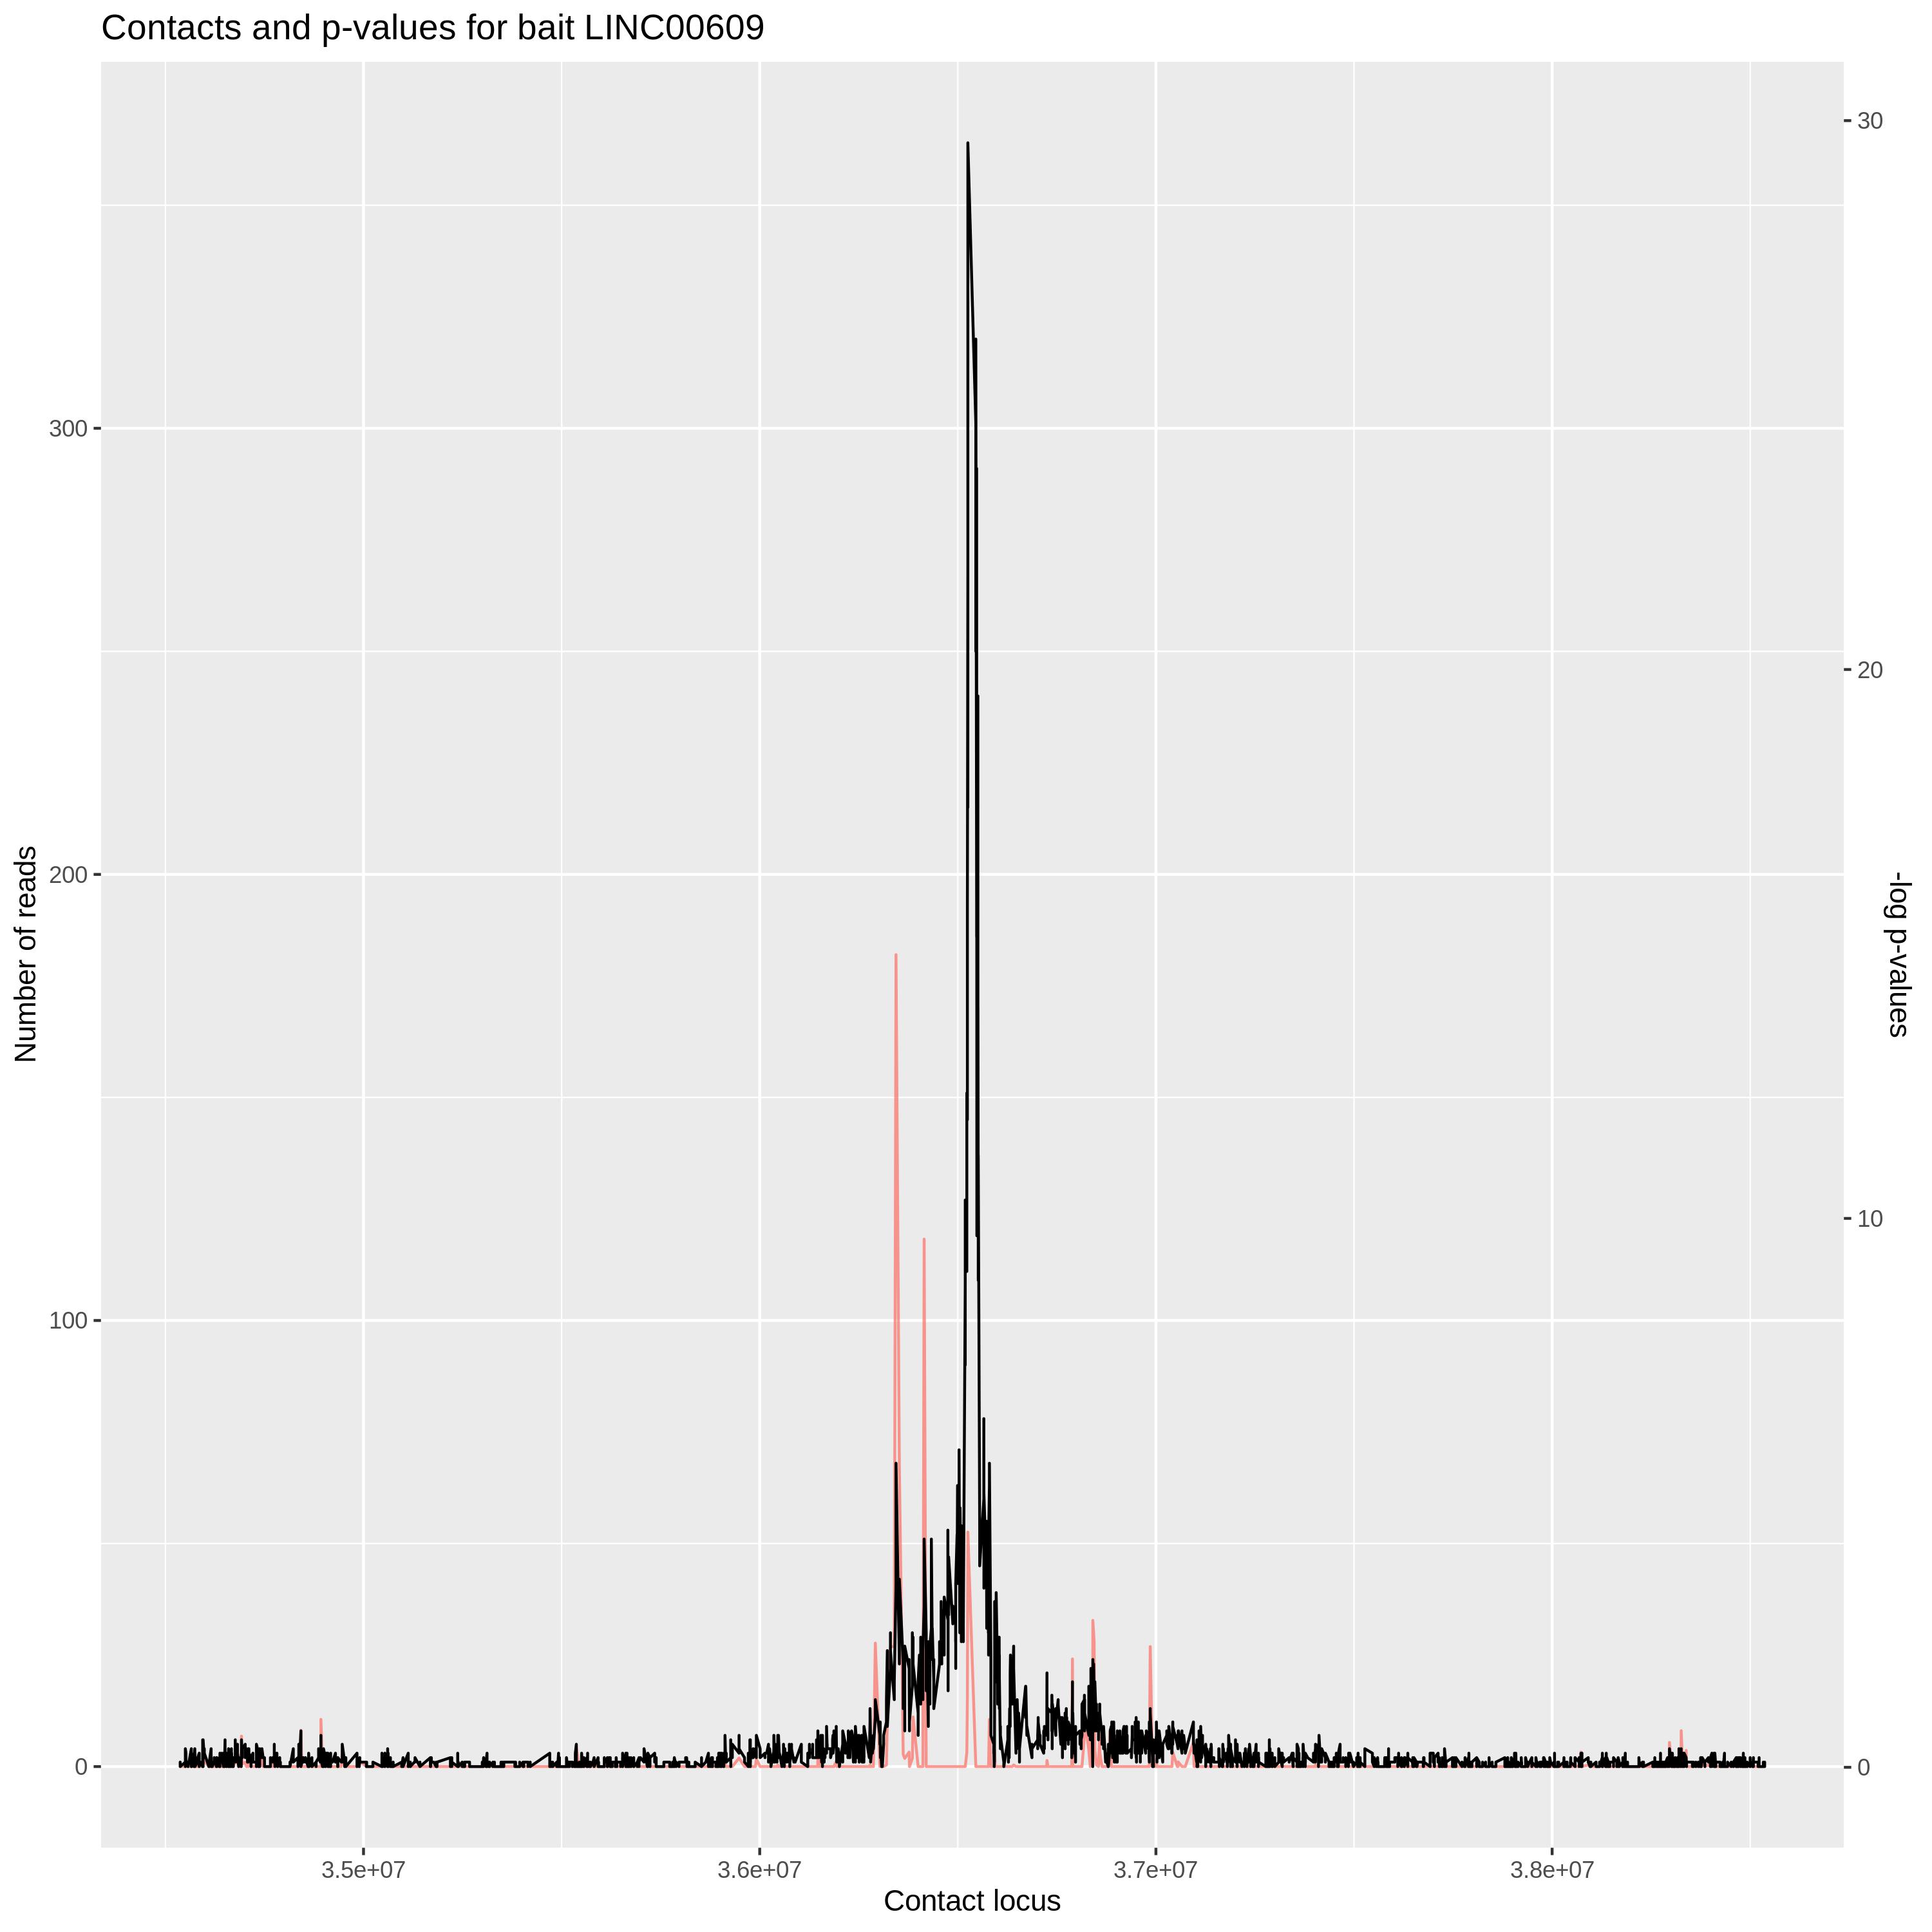 Contacts and p-values for bait LINC00609
Number of reads
300
200
100
0
30
20
10
0
-log p-values
3.5e+07 3.6e+07 3.7e+07 3.8e+07
Contact locus